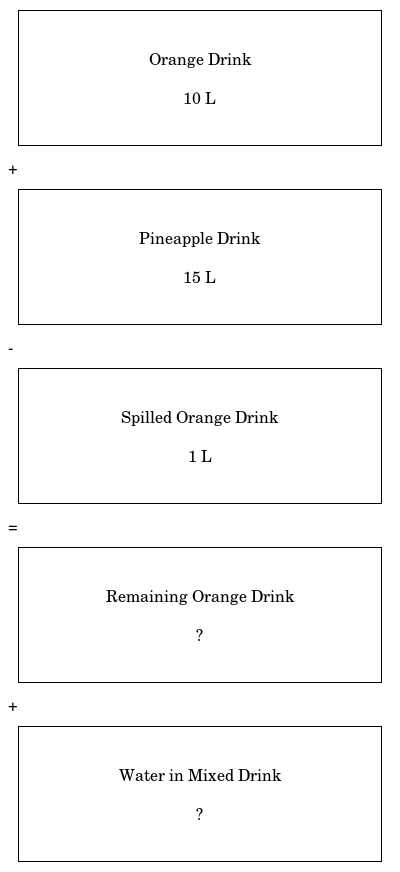 Orange Drink
10 L
+
Pineapple Drink
15 L
-
Spilled Orange Drink
1 L
=
Remaining Orange Drink
?
+
Water in Mixed Drink
?